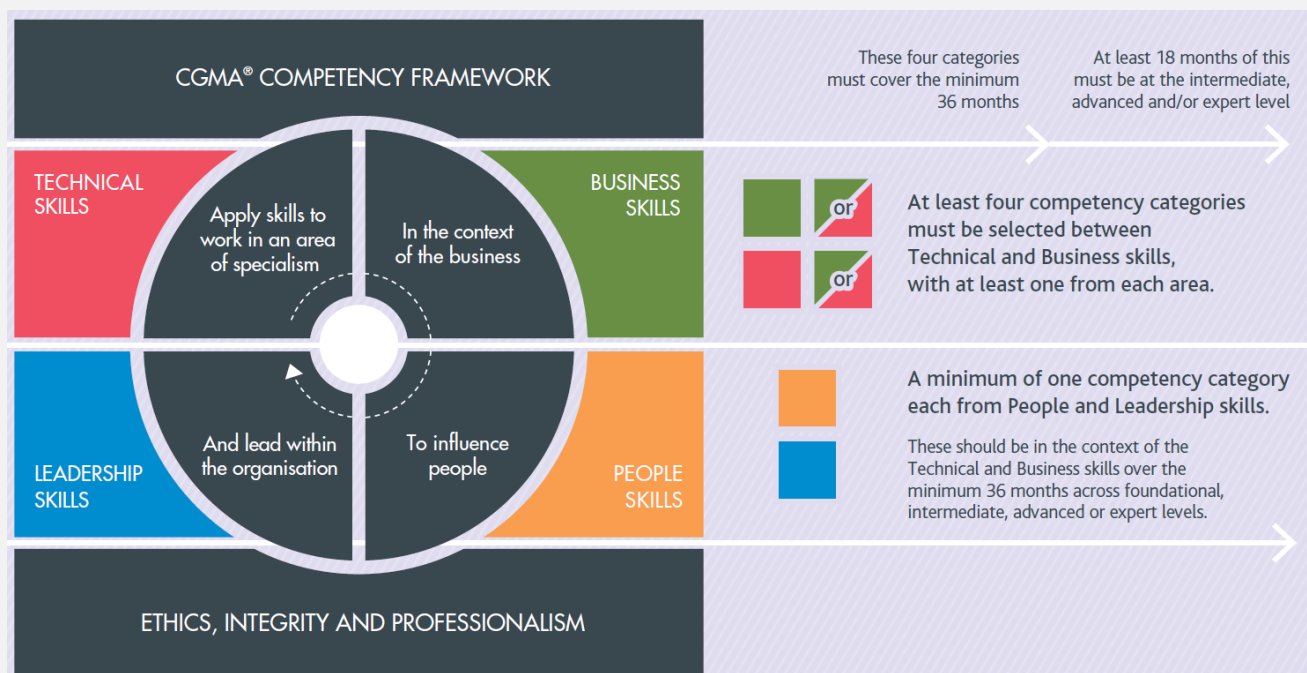 CGMA® COMPETENCY FRAMEWORK
These four categories
must cover the minimum
36 months
At least 18 months of this
must be at the intermediate,
advanced and/or expert level
TECHNICAL
SKILLS
Apply skills to
work in an area
of specialism
In the context
of the business
BUSINESS
SKILLS
or
or
At least four competency categories
must be selected between
Technical and Business skills,
with at least one from each area.
LEADERSHIP
SKILLS
And lead within
the organisation
To influence
people
PEOPLE
SKILLS
A minimum of one competency category
each from People and Leadership skills.
These should be in the context of the
Technical and Business skills over the
minimum 36 months across foundational,
intermediate, advanced or expert levels.
ETHICS, INTEGRITY AND PROFESSIONALISM